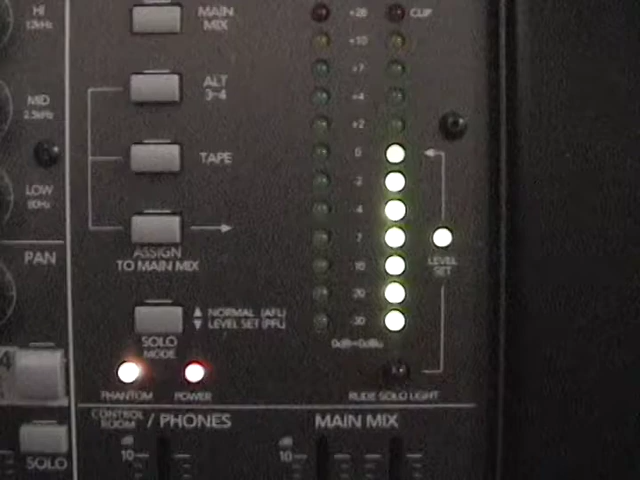 HI
12kHz
MID
2.5kHz
LOW
80Hz
PAN
4
SOLO
MAIN
MIX
ALT
3-4
TAPE
ASSIGN
TO MAIN MIX
NORMAL (AFL)
LEVEL SET (PFL)
SOLO
MODE
PHANTOM
POWER
CONTROL
ROOM / PHONES
dB
10
+28 CLIP
+10
+7
+4
+2
0
-2
-4
-7
-10
-20
-30
0dB=0dBu
LEVEL
SET
RUDE SOLO LIGHT
MAIN MIX
dB
10